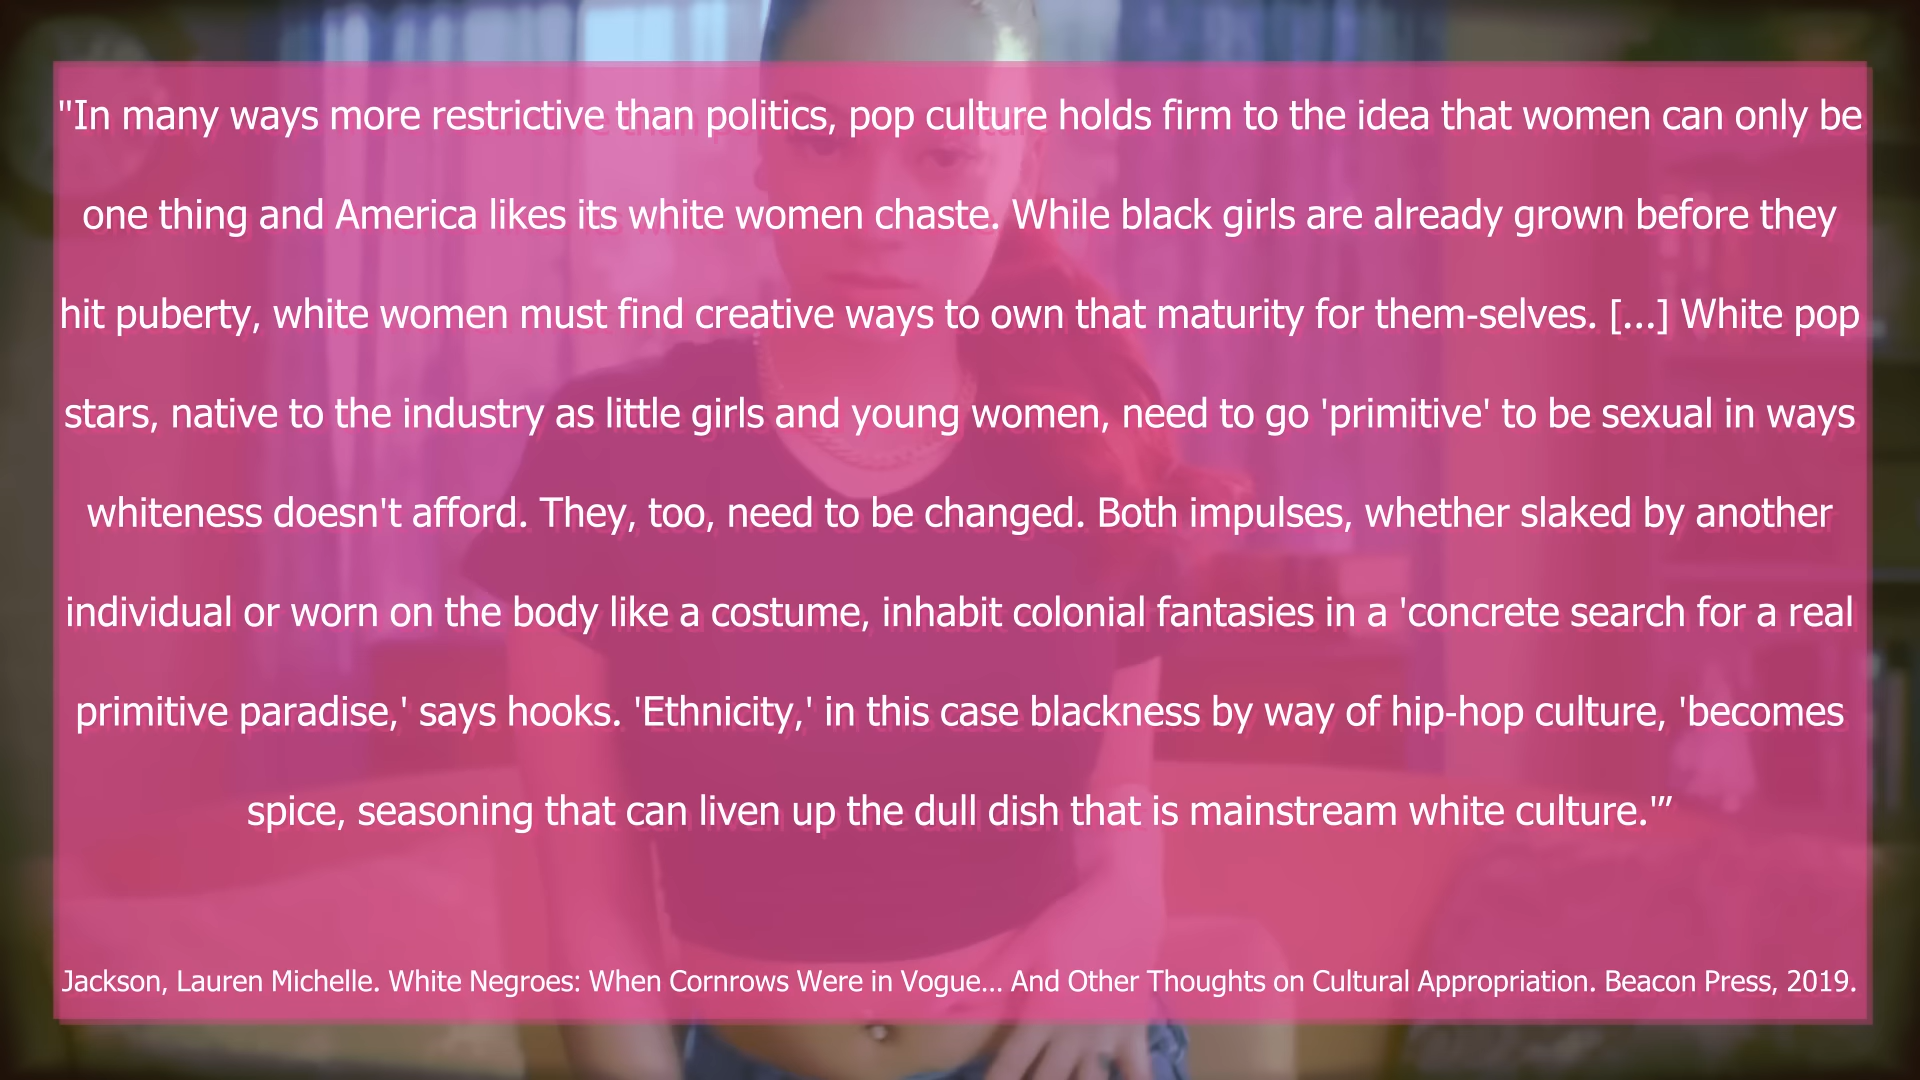 "In many ways more restrictive than politics, pop culture holds firm to the idea that women can only be
one thing and America likes its white women chaste. While black girls are already grown before they
hit puberty, white women must find creative ways to own that maturity for them-selves. [...] White pop
stars, native to the industry as little girls and young women, need to go 'primitive' to be sexual in ways
whiteness doesn't afford. They, too, need to be changed. Both impulses, whether slaked by another
individual or worn on the body like a costume, inhabit colonial fantasies in a 'concrete search for a real
primitive paradise,' says hooks. 'Ethnicity,' in this case blackness by way of hip-hop culture, 'becomes
spice, seasoning that can liven up the dull dish that is mainstream white culture.'”
Jackson, Lauren Michelle. White Negroes: When Cornrows Were in Vogue... And Other Thoughts on Cultural Appropriation. Beacon Press, 2019.